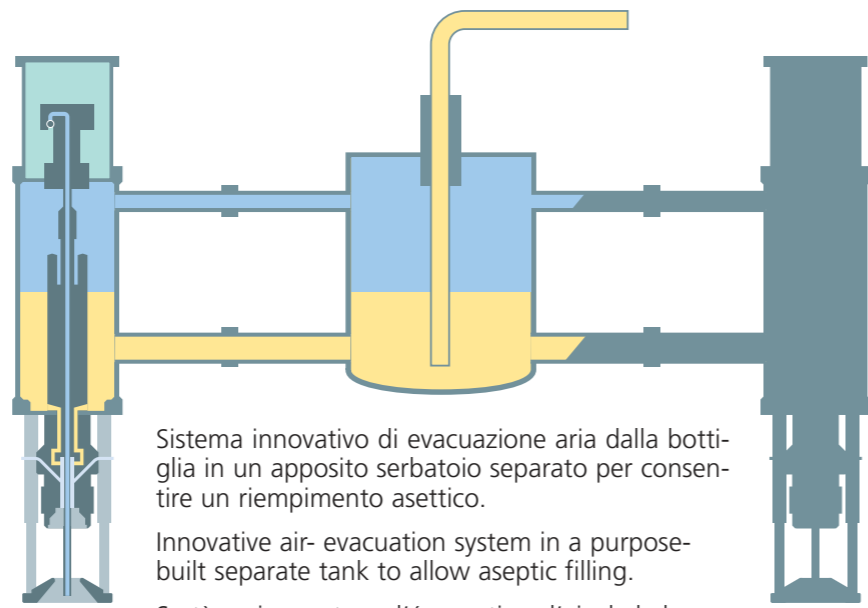 Sistema innovativo di evacuazione aria dalla botti-
glia in un apposito serbatoio separato per consen-
tire un riempimento asettico.
Innovative air- evacuation system in a purpose-
built separate tank to allow aseptic filling.